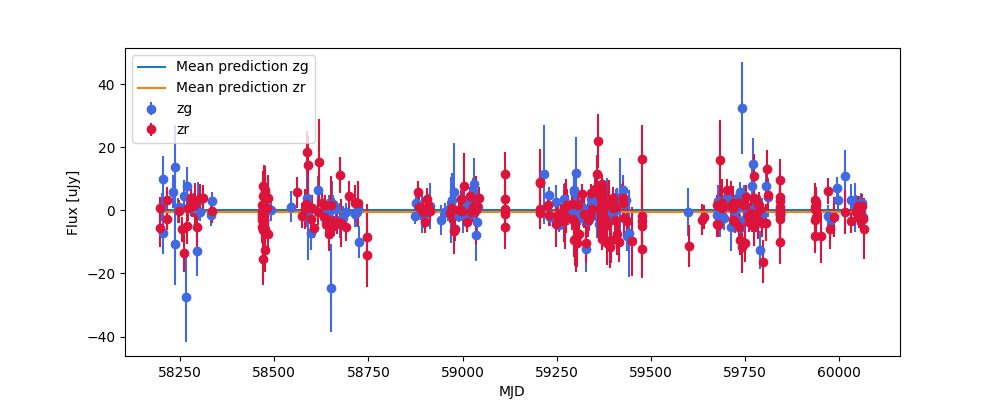 Mean prediction zg
Mean prediction zr
zg
zr
Flux [uJy]
40
20
0
−20
−40
58250
58500
58750
59000
59250
59500
59750
60000
MJD